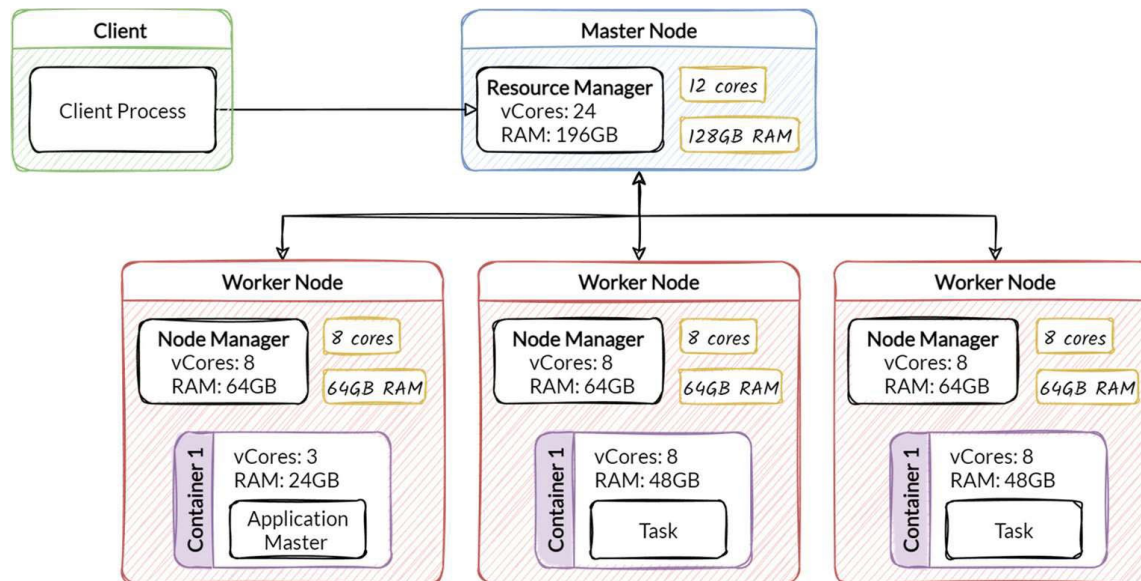 Client
Client Process
Master Node
Resource Manager
vCores: 24
RAM: 196GB
12 cores
128GB RAM
Worker Node
Node Manager
vCores: 8
RAM: 64GB
8 cores
64GB RAM
Container 1
vCores: 3
RAM: 24GB
Application
Master
Worker Node
Node Manager
vCores: 8
RAM: 64GB
8 cores
64GB RAM
Container 1
vCores: 8
RAM: 48GB
Task
Worker Node
Node Manager
vCores: 8
RAM: 64GB
8 cores
64GB RAM
Container 1
vCores: 8
RAM: 48GB
Task